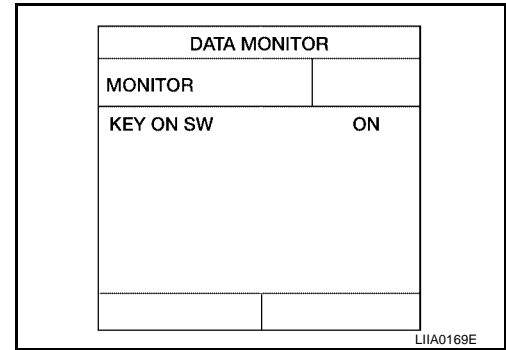 DATA MONITOR
MONITOR
KEY ON SW ON
LIIA0169E